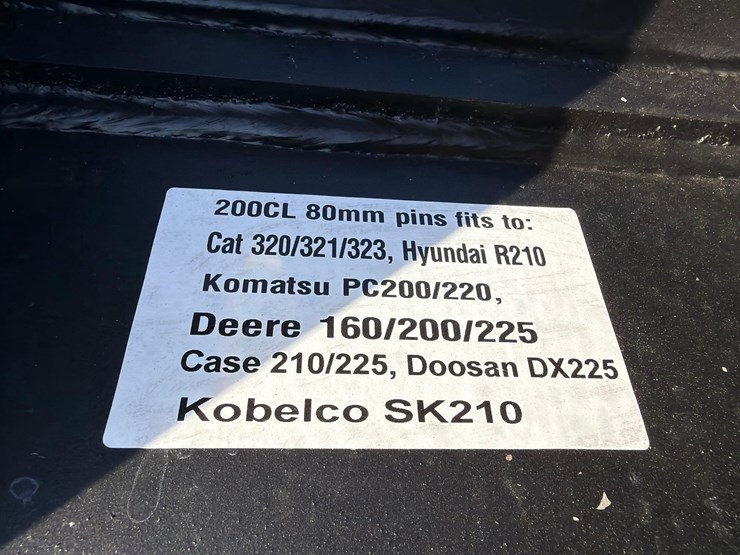 200CL 80mm pins fits to:
Cat 320/321/323, Hyundai R210
Komatsu PC200/220,
Deere 160/200/225
Case 210/225, Doosan DX225
Kobelco SK210